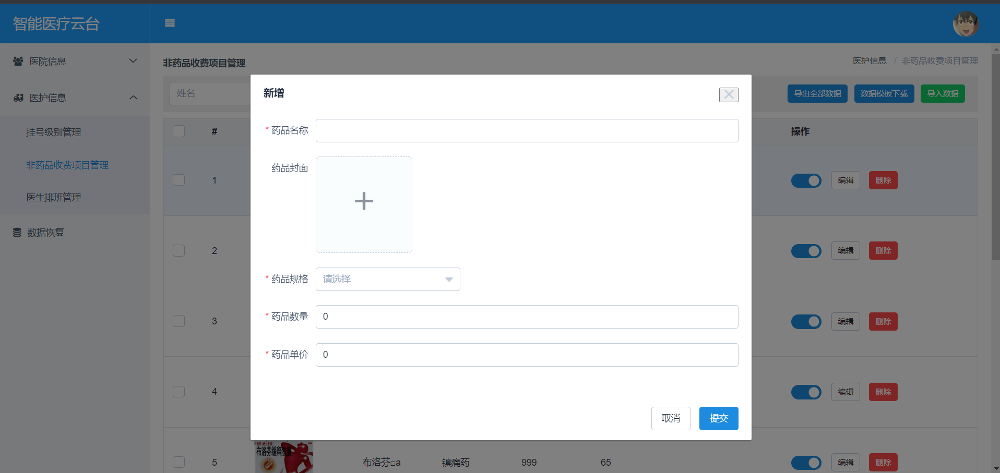 智能医疗云台
医院信息
医护信息
挂号级别管理
非药品收费项目管理
医生排班管理
数据恢复
非药品收费项目管理
医护信息 / 非药品收费项目管理
姓名
导出全部数据 数据模板下载 导入数据
# 操作
1 编辑 删除
2 编辑 删除
3 编辑 删除
4 编辑 删除
布洛芬缓释胶囊
5 布洛芬□a 镇痛药 999 65 编辑 删除
新增
* 药品名称
药品封面
* 药品规格 请选择
* 药品数量 0
* 药品单价 0
取消 提交